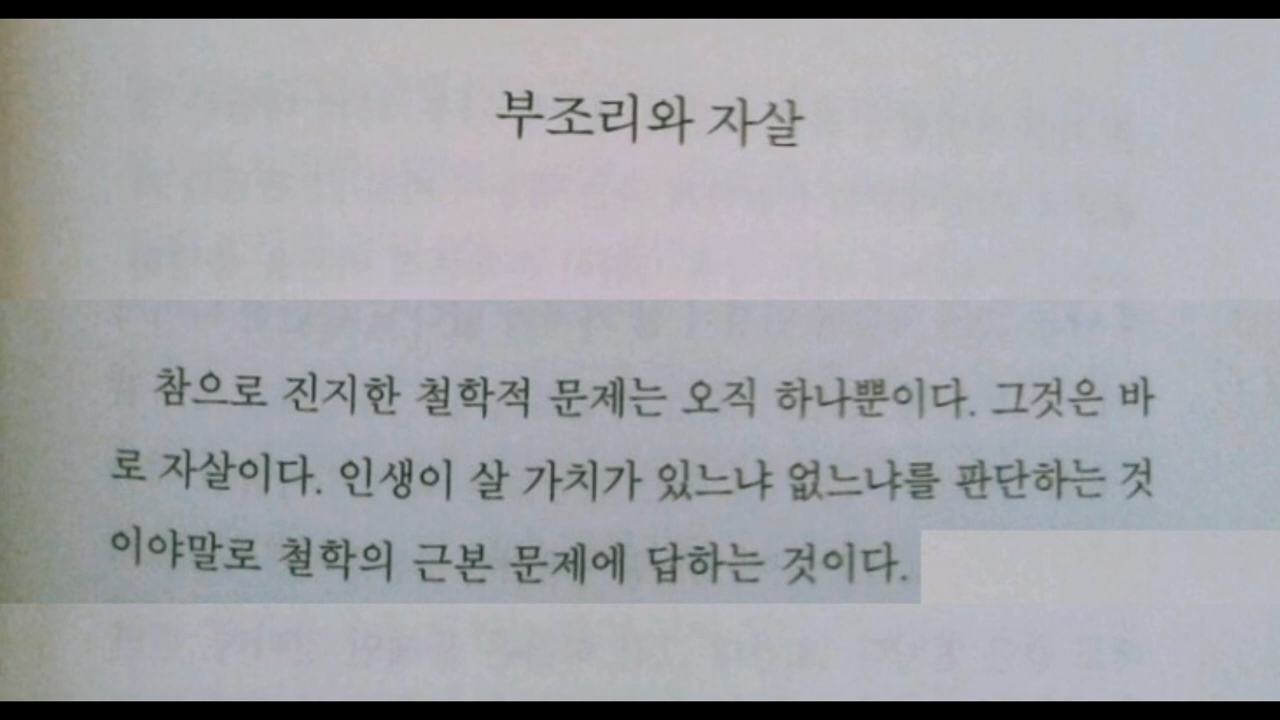 부조리와 자살
참으로 진지한 철학적 문제는 오직 하나뿐이다. 그것은 바
로 자살이다. 인생이 살 가치가 있느냐 없느냐를 판단하는 것
이야말로 철학의 근본 문제에 답하는 것이다.